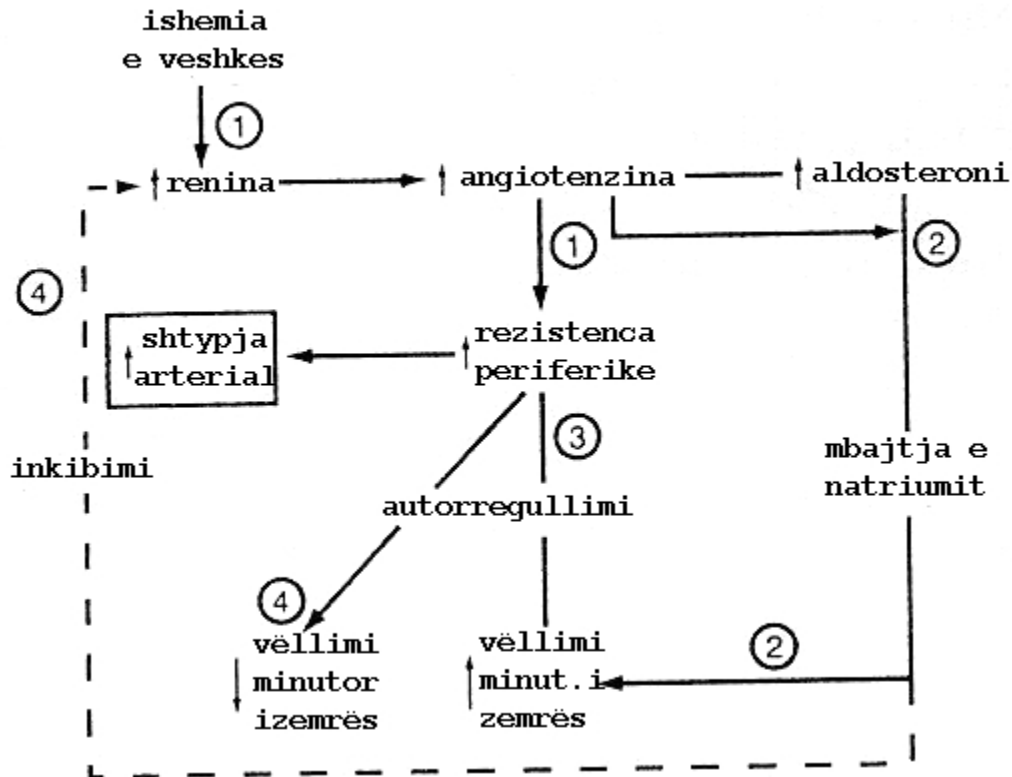 ishemia
e veshkes
1
↑ renina
↑ angiotenzina
↑ aldosteroni
1
2
4
↑ shtypja
arterial
↑ rezistenca
periferike
3
inkibimi
mbajtja e
natriumit
autorregullimi
4
↓ vëllimi
minutor
izemrës
↑ vëllimi
minut.i
zemrës
2